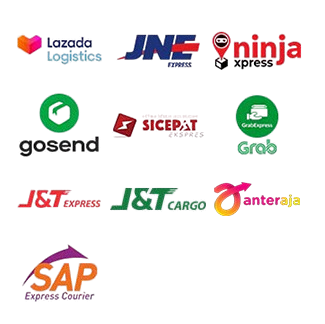 Lazada
Logistics
JNE
EXPRESS
ninja
xpress
gosend
SICEPAT
EKSPRES
GrabExpress
Grab
J&T EXPRESS
J&T CARGO
anteraja
SAP
Express Courier